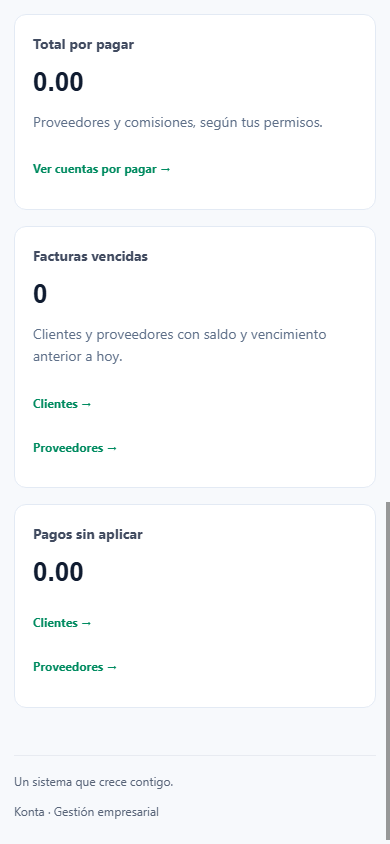 Total por pagar
0.00
Proveedores y comisiones, según tus permisos.
Ver cuentas por pagar →
Facturas vencidas
0
Clientes y proveedores con saldo y vencimiento
anterior a hoy.
Clientes →
Proveedores →
Pagos sin aplicar
0.00
Clientes →
Proveedores →
Un sistema que crece contigo.
Konta · Gestión empresarial